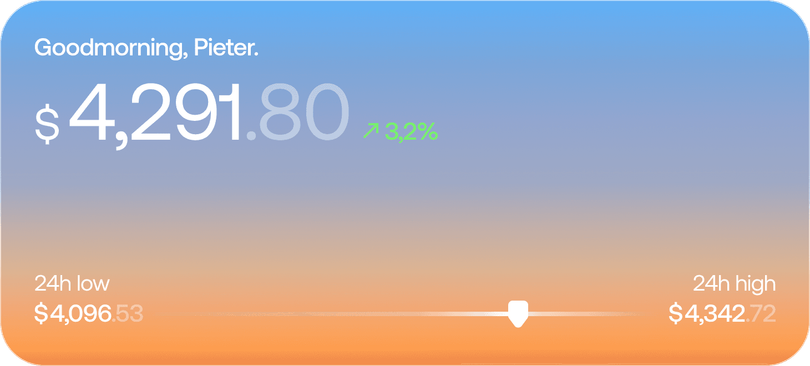 Goodmorning, Pieter.
$ 4,291.80 ↗ 3,2%
24h low 24h high
$4,096.53 $4,342.72